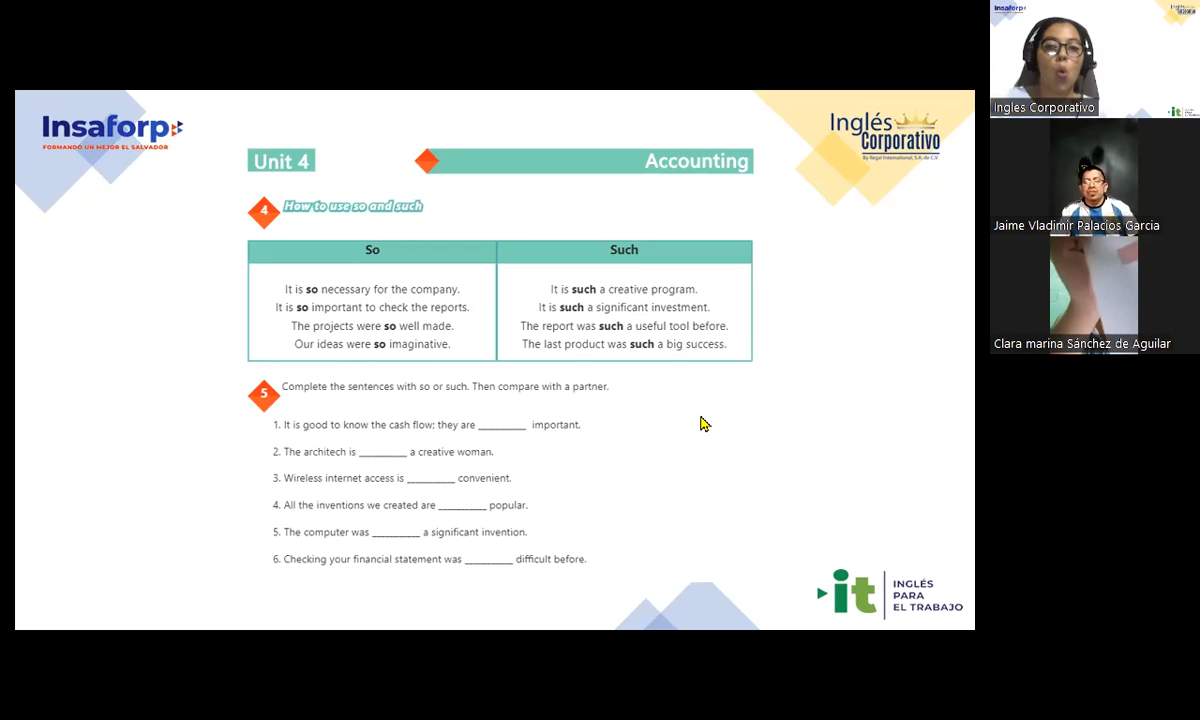 Insaforp
FORMANDO UN MEJOR EL SALVADOR
Inglés
Corporativo
By Regal International, S.A. de C.V.
Unit 4
Accounting
4
How to use so and such
So
Such
It is so necessary for the company.
It is so important to check the reports.
The projects were so well made.
Our ideas were so imaginative.
It is such a creative program.
It is such a significant investment.
The report was such a useful tool before.
The last product was such a big success.
5
Complete the sentences with so or such. Then compare with a partner.
1. It is good to know the cash flow; they are __________ important.
2. The architech is __________ a creative woman.
3. Wireless internet access is __________ convenient.
4. All the inventions we created are __________ popular.
5. The computer was __________ a significant invention.
6. Checking your financial statement was __________ difficult before.
it
INGLÉS
PARA
EL TRABAJO
Insaforp
Ingles Corporativo
Jaime Vladimir Palacios Garcia
Clara marina Sánchez de Aguilar